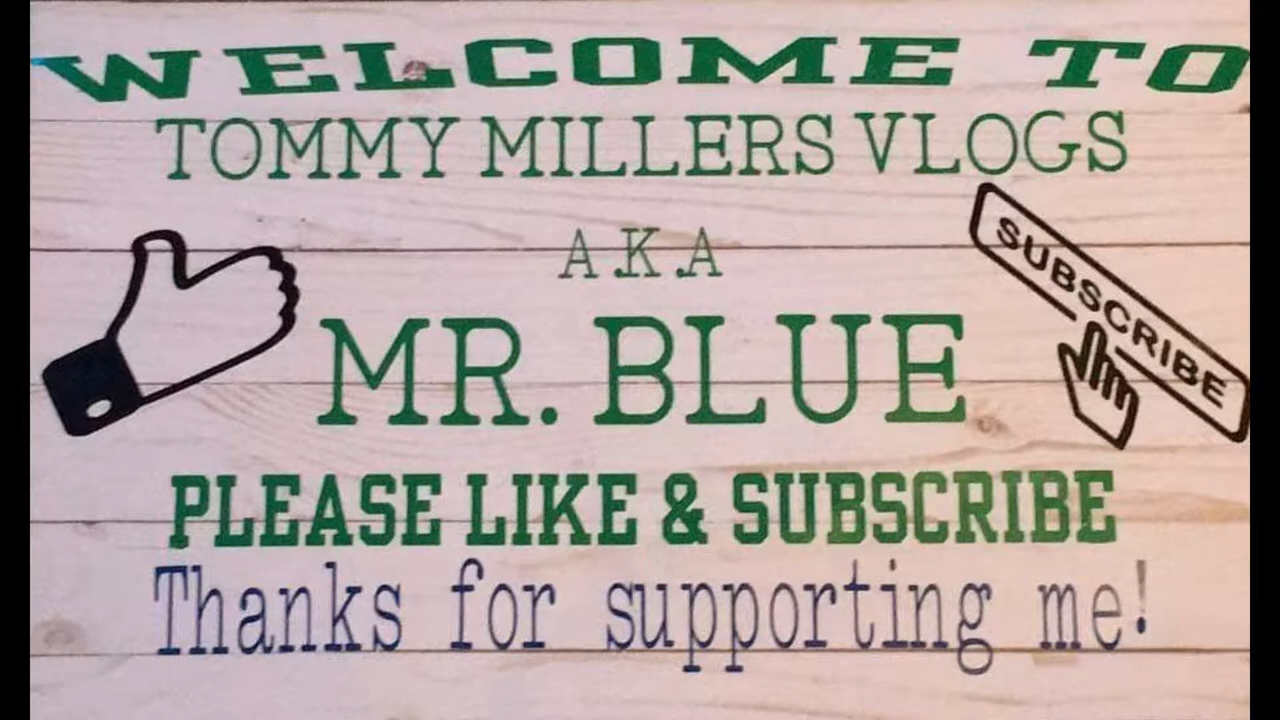 WELCOME TO
TOMMY MILLERS VLOGS
A.K.A
MR. BLUE
SUBSCRIBE
PLEASE LIKE & SUBSCRIBE
Thanks for supporting me!